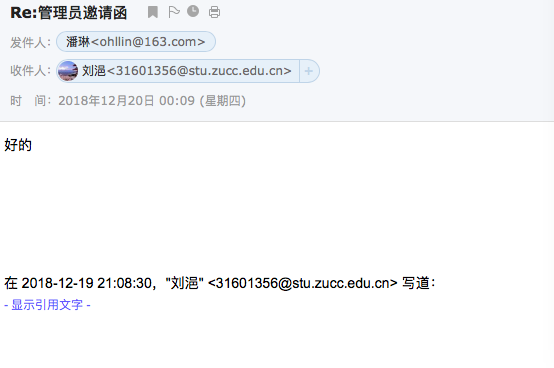 Re:管理员邀请函
发件人: 潘琳<ohllin@163.com>
收件人: 刘浥<31601356@stu.zucc.edu.cn> +
时 间: 2018年12月20日 00:09 (星期四)
好的
在 2018-12-19 21:08:30，"刘浥" <31601356@stu.zucc.edu.cn> 写道：
- 显示引用文字 -